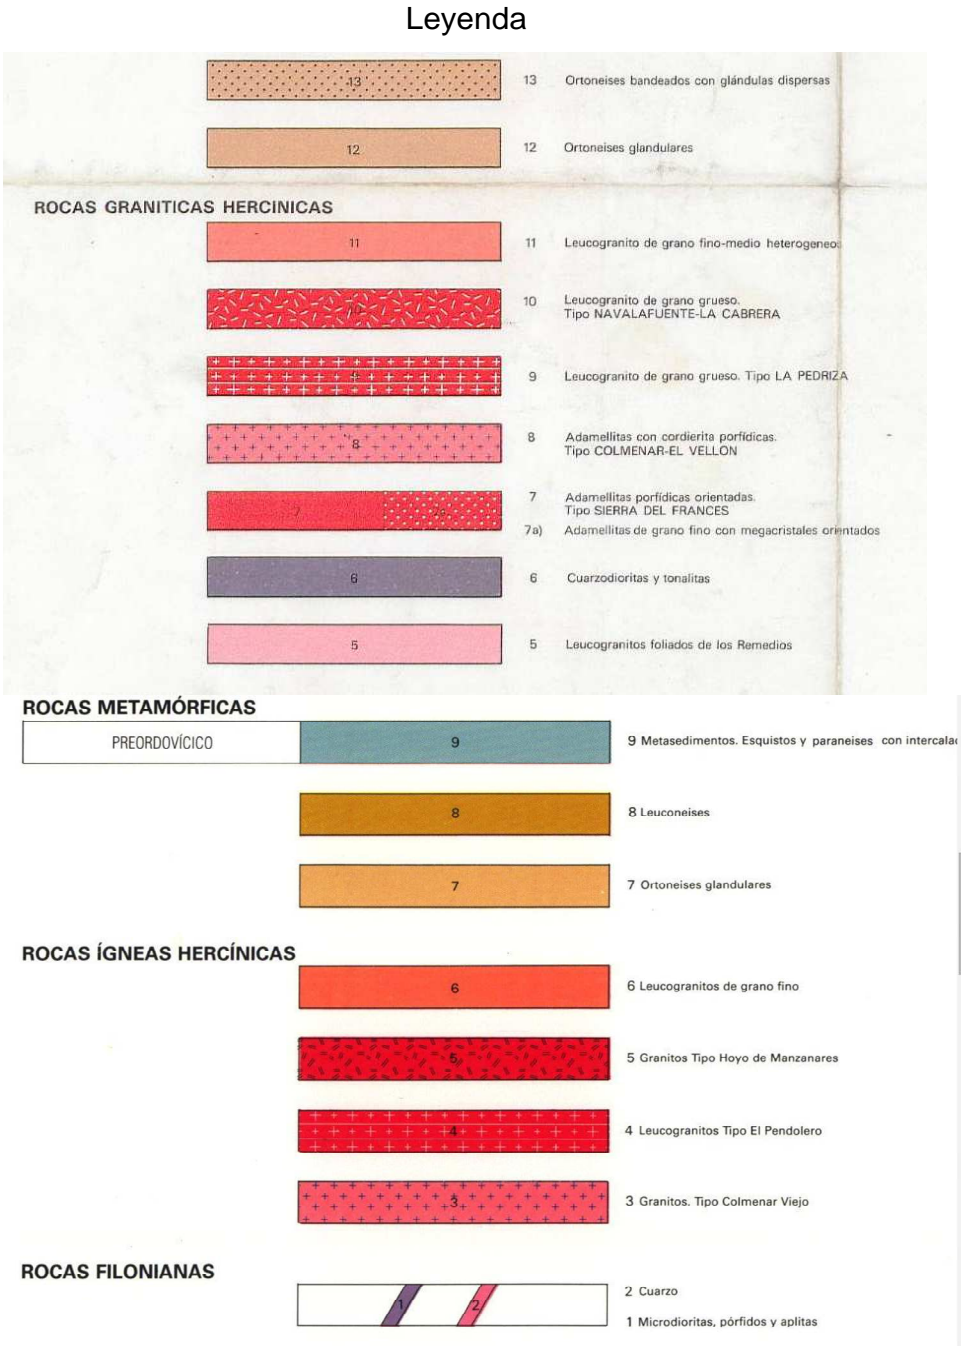 Leyenda
13
13 Ortoneises bandeados con glándulas dispersas
12
12 Ortoneises glandulares
ROCAS GRANITICAS HERCINICAS
11
11 Leucogranito de grano fino-medio heterogeneo
10
10 Leucogranito de grano grueso.
Tipo NAVALAFUENTE-LA CABRERA
9
9 Leucogranito de grano grueso. Tipo LA PEDRIZA
8
8 Adamellitas con cordierita porfídicas.
Tipo COLMENAR-EL VELLON
7 7a
7 Adamellitas porfídicas orientadas.
Tipo SIERRA DEL FRANCES
7a) Adamellitas de grano fino con megacristales orientados
6
6 Cuarzodioritas y tonalitas
5
5 Leucogranitos foliados de los Remedios
ROCAS METAMÓRFICAS
PREORDOVÍCICO
9
9 Metasedimentos. Esquistos y paraneises con
8
8 Leuconeises
7
7 Ortoneises glandulares
ROCAS ÍGNEAS HERCÍNICAS
6
6 Leucogranitos de grano fino
5
5 Granitos Tipo Hoyo de Manzanares
4
4 Leucogranitos Tipo El Pendolero
3
3 Granitos. Tipo Colmenar Viejo
ROCAS FILONIANAS
1 2
2 Cuarzo
1 Microdioritas, pórfidos y aplitas